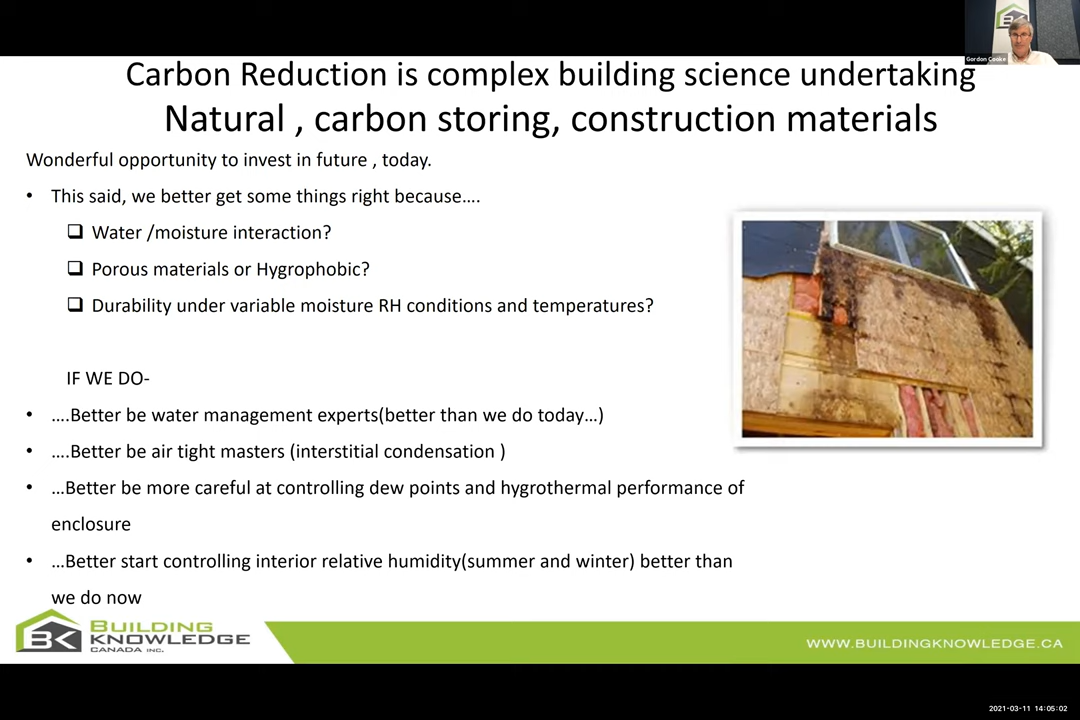 BK
Gordon Cooke
Carbon Reduction is complex building science undertaking
Natural , carbon storing, construction materials
Wonderful opportunity to invest in future , today.
• This said, we better get some things right because….
❑ Water /moisture interaction?
❑ Porous materials or Hygrophobic?
❑ Durability under variable moisture RH conditions and temperatures?
IF WE DO-
• ….Better be water management experts(better than we do today…)
• ….Better be air tight masters (interstitial condensation )
• …Better be more careful at controlling dew points and hygrothermal performance of
enclosure
• …Better start controlling interior relative humidity(summer and winter) better than
we do now
BK
BUILDING
KNOWLEDGE
CANADA INC.
WWW.BUILDINGKNOWLEDGE.CA
2021-03-11 14:05:02